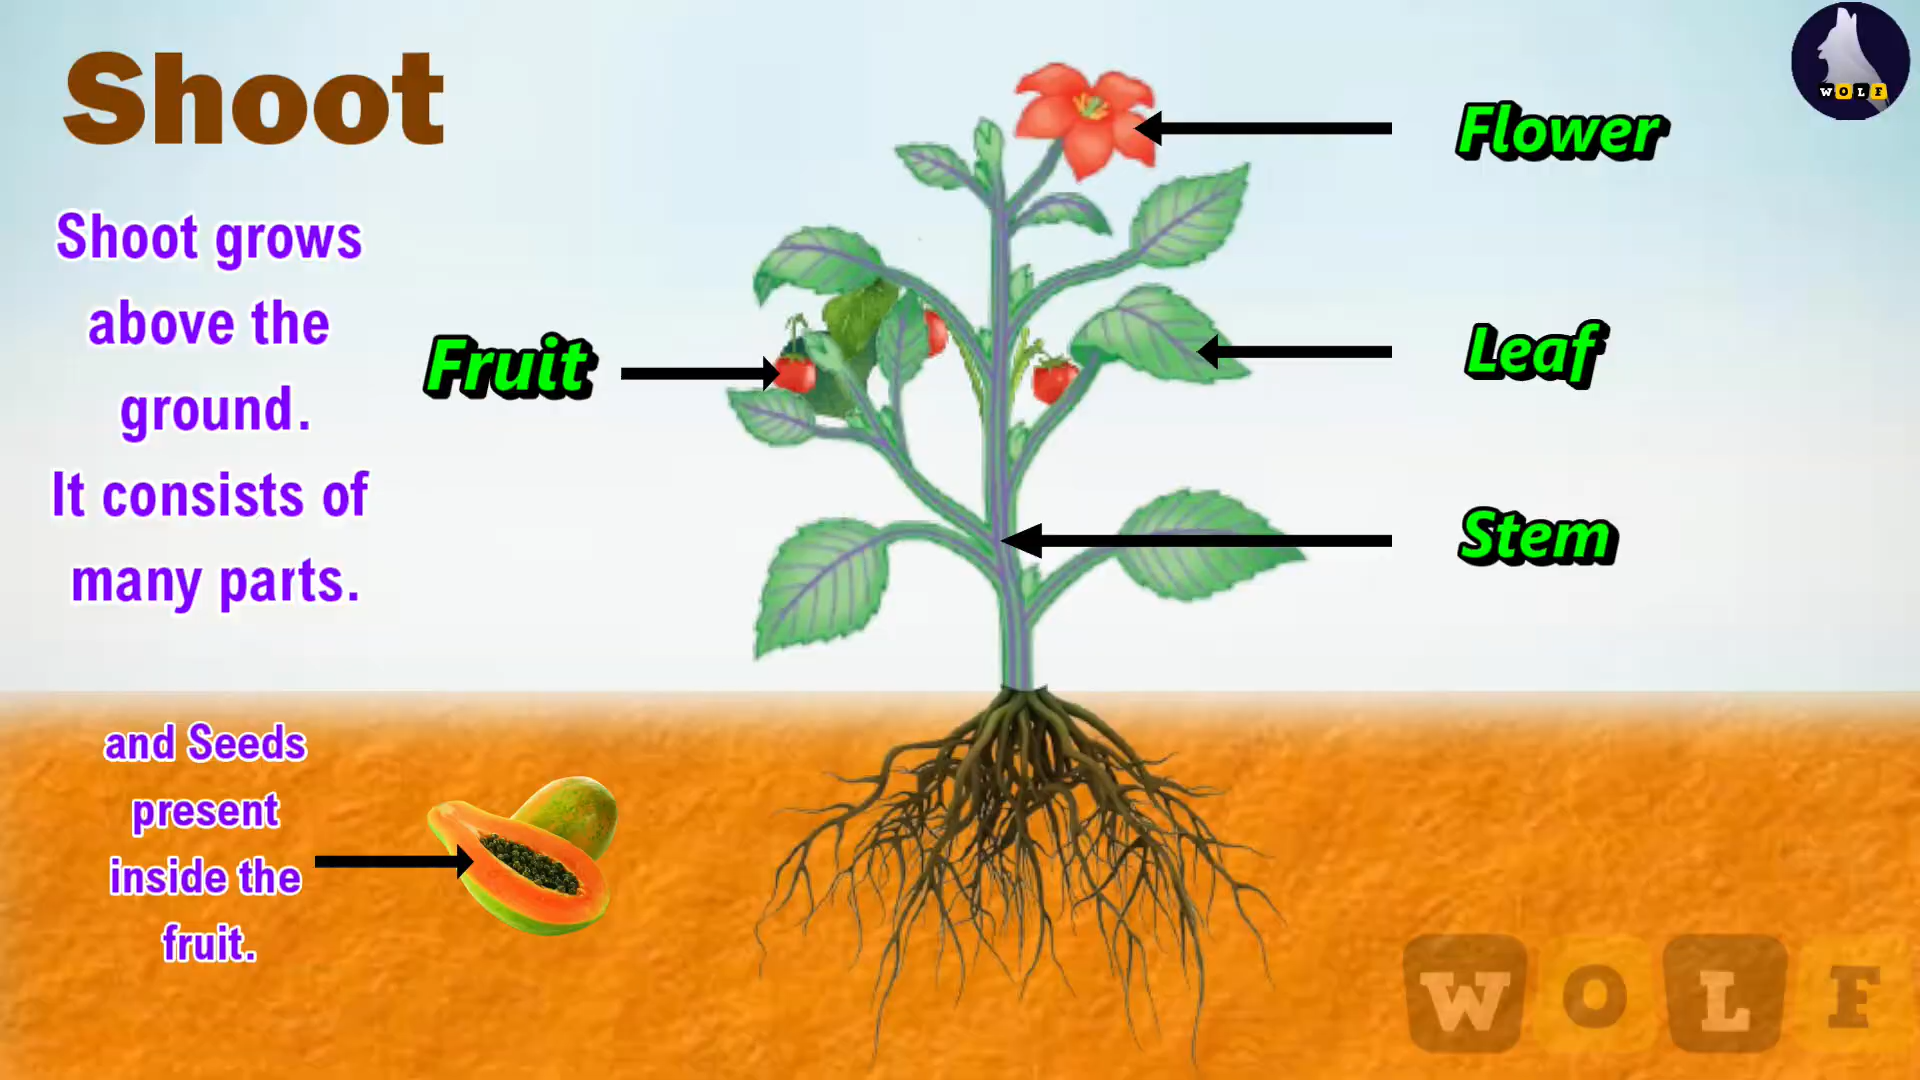 Shoot
Shoot grows
above the
ground.
It consists of
many parts.
Flower
Leaf
Fruit
Stem
and Seeds
present
inside the
fruit.
WOLF
WOLF